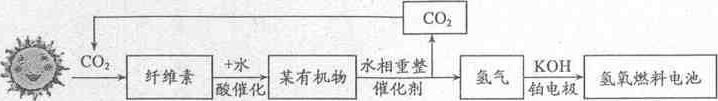 CO₂
CO₂
纤维素
+水
酸催化
某有机物
水相重整
催化剂
氢气
KOH
铂电极
氢氧燃料电池